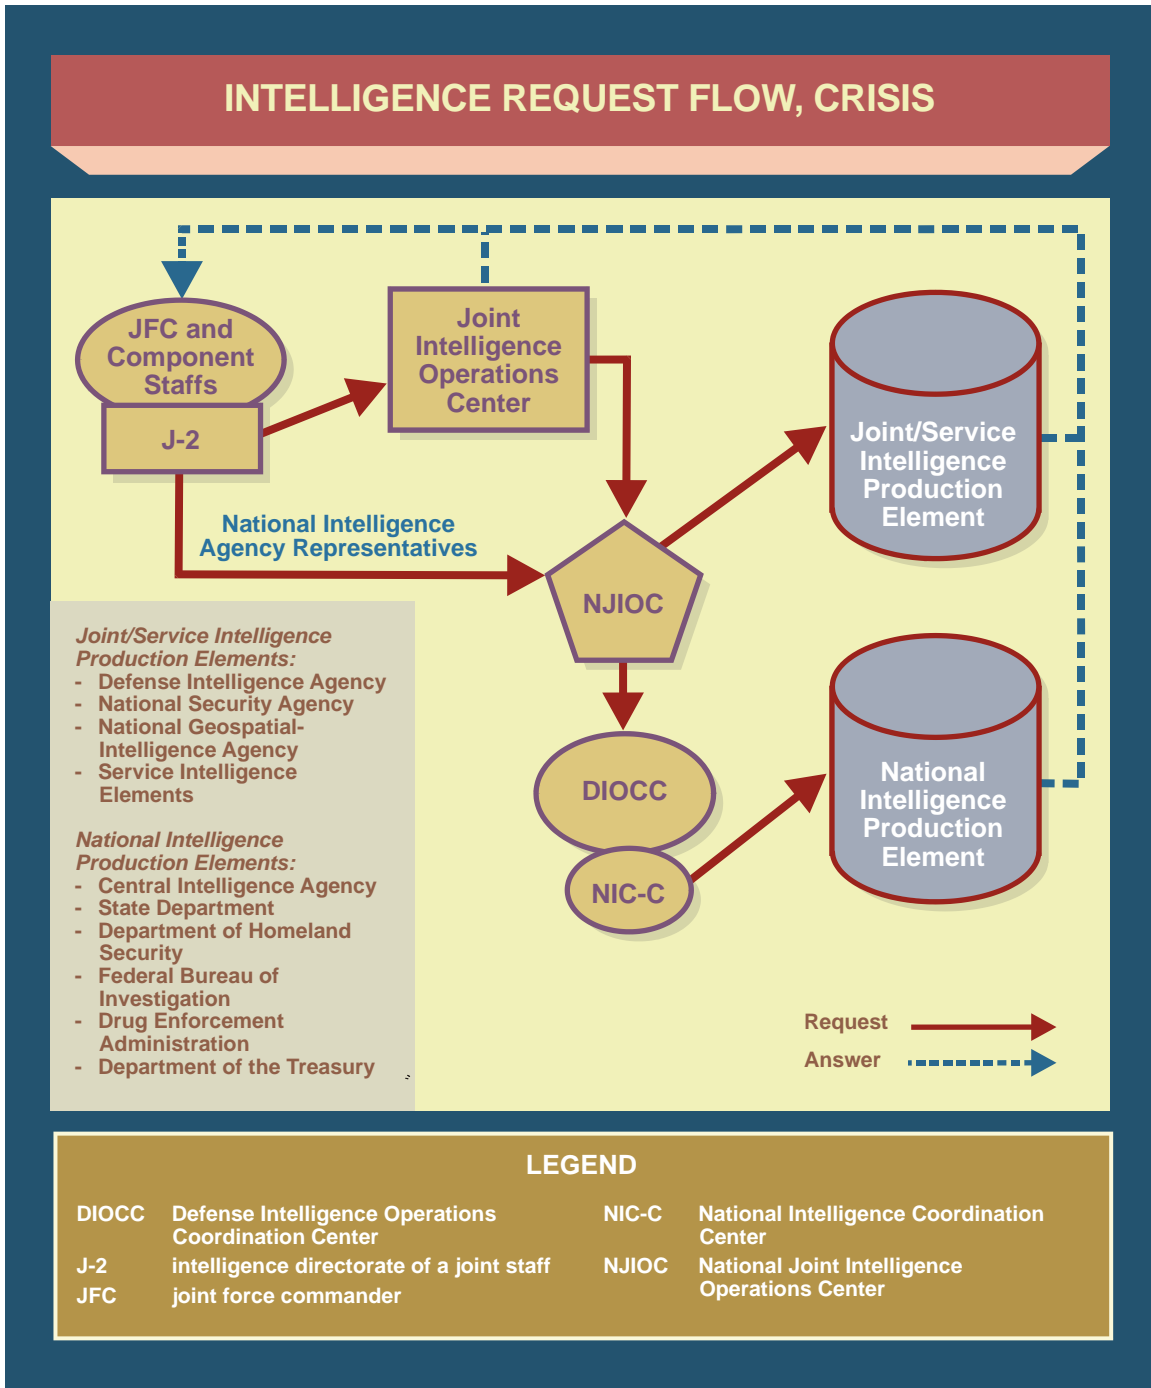 INTELLIGENCE REQUEST FLOW, CRISIS
JFC and
Component
Staffs
J-2
Joint
Intelligence
Operations
Center
National Intelligence
Agency Representatives
NJIOC
Joint/Service
Intelligence
Production
Element
DIOCC
NIC-C
National
Intelligence
Production
Element
Joint/Service Intelligence
Production Elements:
- Defense Intelligence Agency
- National Security Agency
- National Geospatial-
Intelligence Agency
- Service Intelligence
Elements
National Intelligence
Production Elements:
- Central Intelligence Agency
- State Department
- Department of Homeland
Security
- Federal Bureau of
Investigation
- Drug Enforcement
Administration
- Department of the Treasury
Request
Answer
LEGEND
DIOCC Defense Intelligence Operations
Coordination Center
J-2 intelligence directorate of a joint staff
JFC joint force commander
NIC-C National Intelligence Coordination
Center
NJIOC National Joint Intelligence
Operations Center